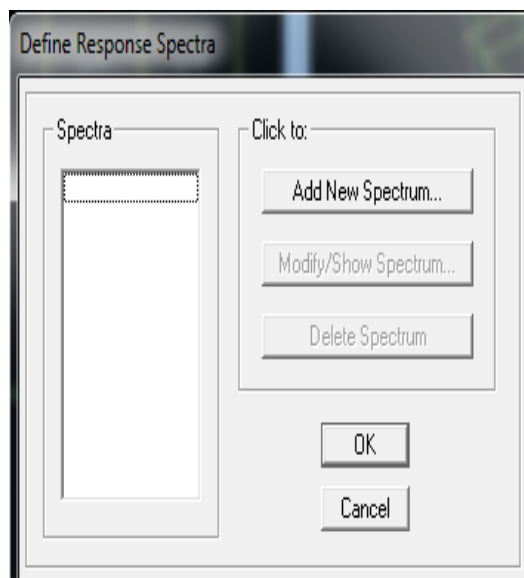 Define Response Spectra
Spectra
Click to:
Add New Spectrum...
Modify/Show Spectrum...
Delete Spectrum
OK
Cancel